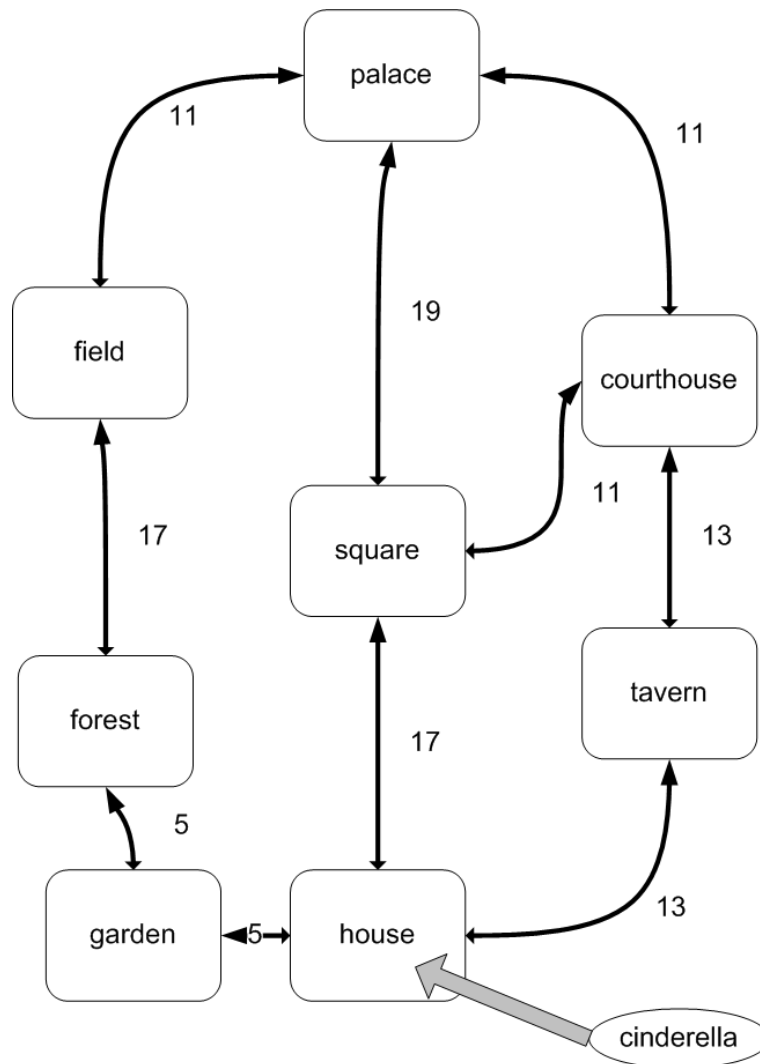 palace
11
11
field
19
courthouse
17
11
13
square
forest
tavern
17
5
garden
5
house
13
cinderella